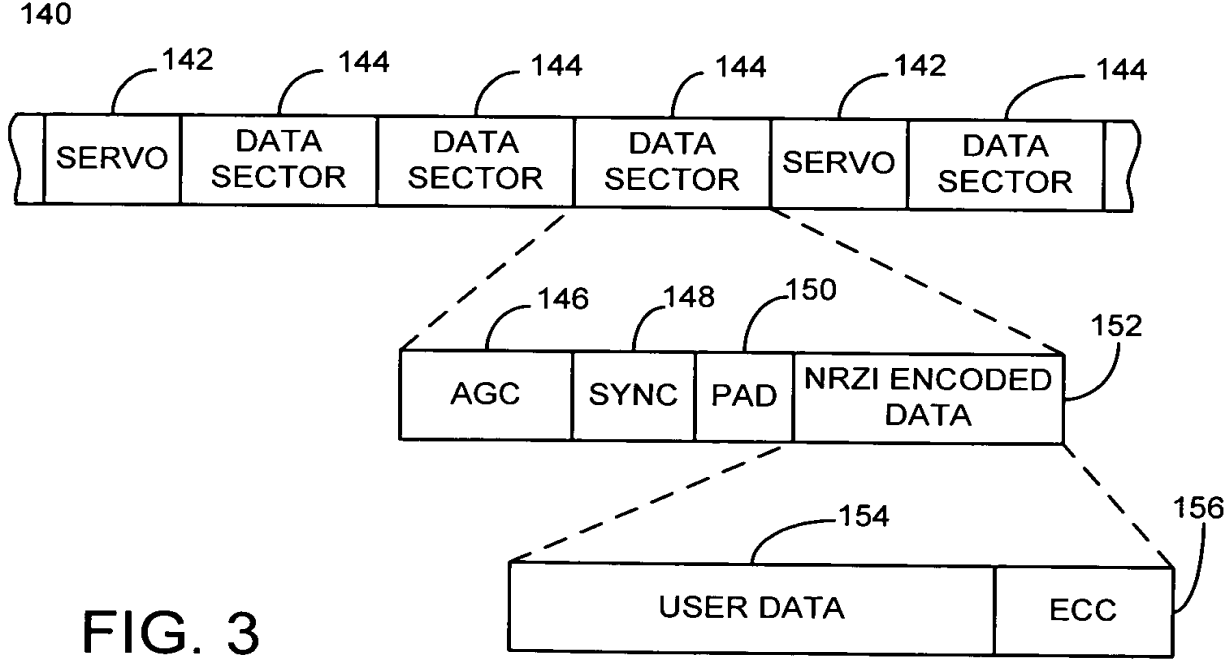 140
142 144 144 144 142 144
SERVO DATA SECTOR DATA SECTOR DATA SECTOR SERVO DATA SECTOR
146 148 150 152
AGC SYNC PAD NRZI ENCODED DATA
154 156
USER DATA ECC
FIG. 3